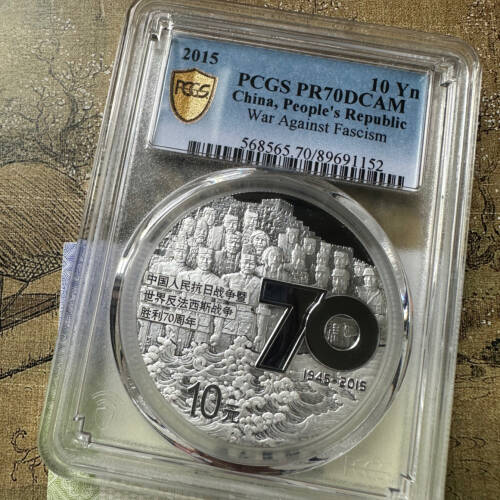 2015
10 Yn
PCGS
PCGS PR70DCAM
China, People's Republic
War Against Fascism
568565.70/89691152
中国人民抗日战争暨
世界反法西斯战争
胜利70周年
70
1945-2015
10元